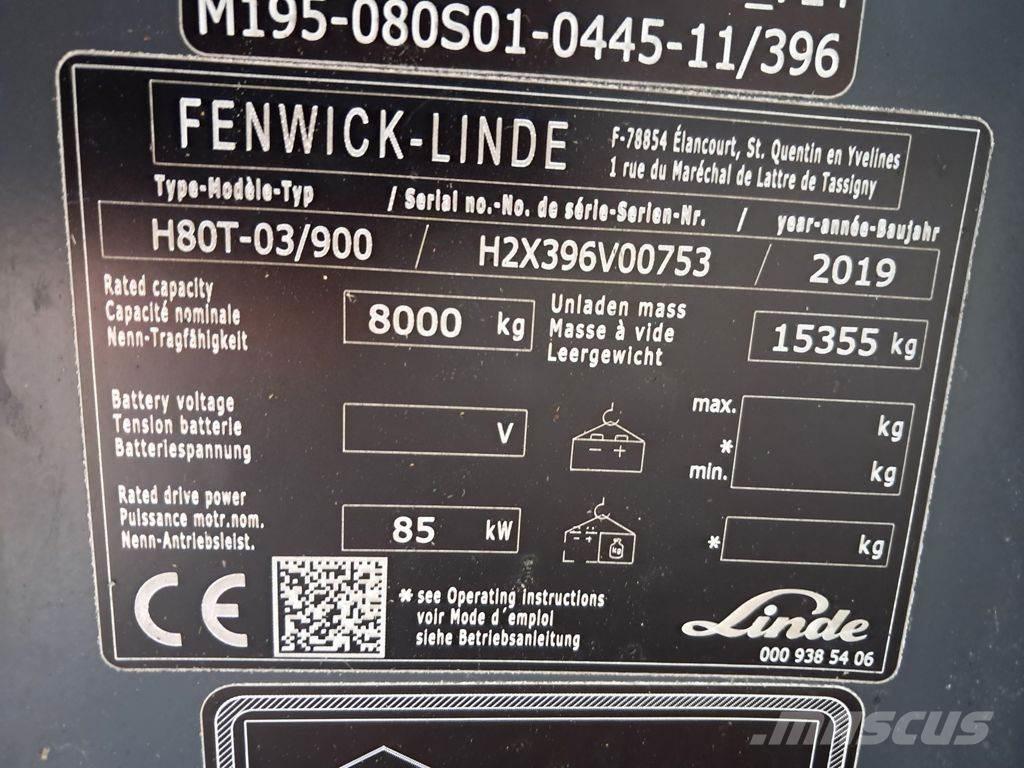 M195-080S01-0445-11/396
FENWICK-LINDE
F-78854 Élancourt, St. Quentin en Yvelines
1 rue du Maréchal de Lattre de Tassigny
Type-Modèle-Typ / Serial no.-No. de série-Serien-Nr. / year-année-Baujahr
H80T-03/900 / H2X396V00753 / 2019
Rated capacity
Capacité nominale
Nenn-Tragfähigkeit
8000 kg
Unladen mass
Masse à vide
Leergewicht
15355 kg
Battery voltage
Tension batterie
Batteriespannung
V
- +
max. kg
*
min. kg
Rated drive power
Puissance motr.nom.
Nenn-Antriebsleist.
85 kW
kg
* kg
CE
* see Operating instructions
voir Mode d´emploi
siehe Betriebsanleitung
Linde
000 938 54 06
mascus